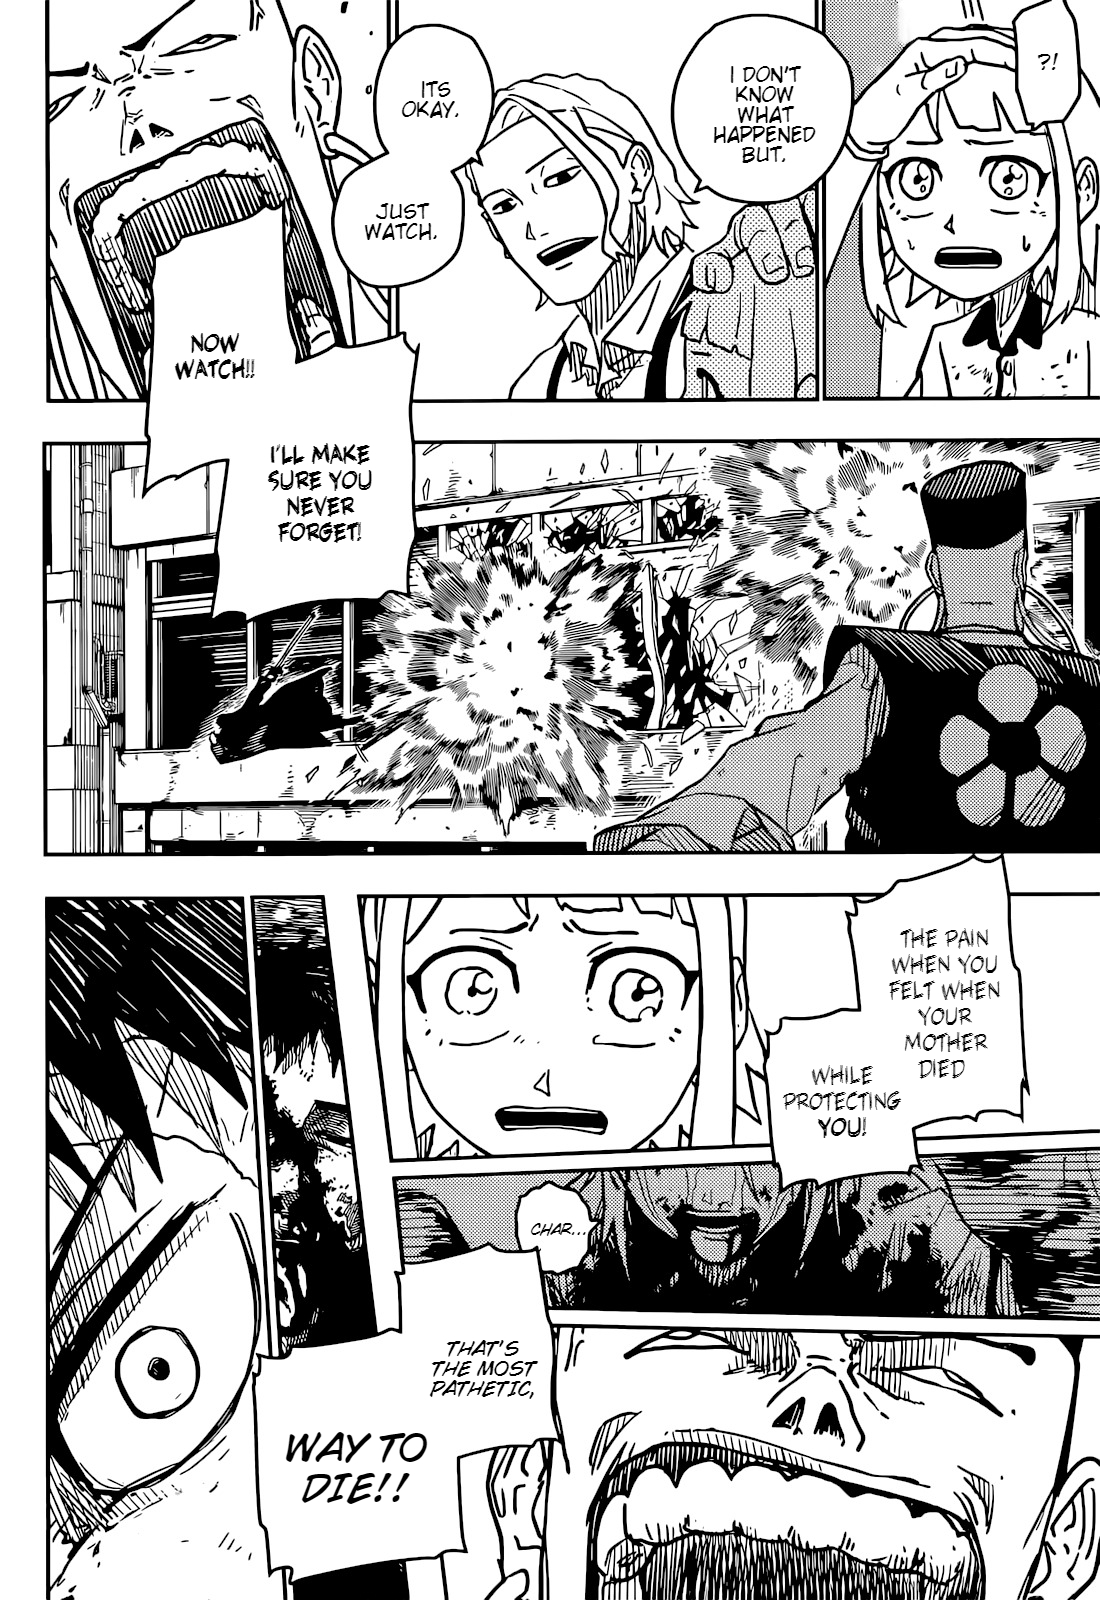 ?!
I DON'T
KNOW
WHAT
HAPPENED
BUT.
ITS
OKAY.
JUST
WATCH.
NOW
WATCH!!
I'LL MAKE
SURE YOU
NEVER
FORGET!
THE PAIN
WHEN YOU
FELT WHEN
YOUR
MOTHER
DIED
WHILE
PROTECTING
YOU!
CHAR...
THAT'S
THE MOST
PATHETIC,
WAY TO
DIE!!